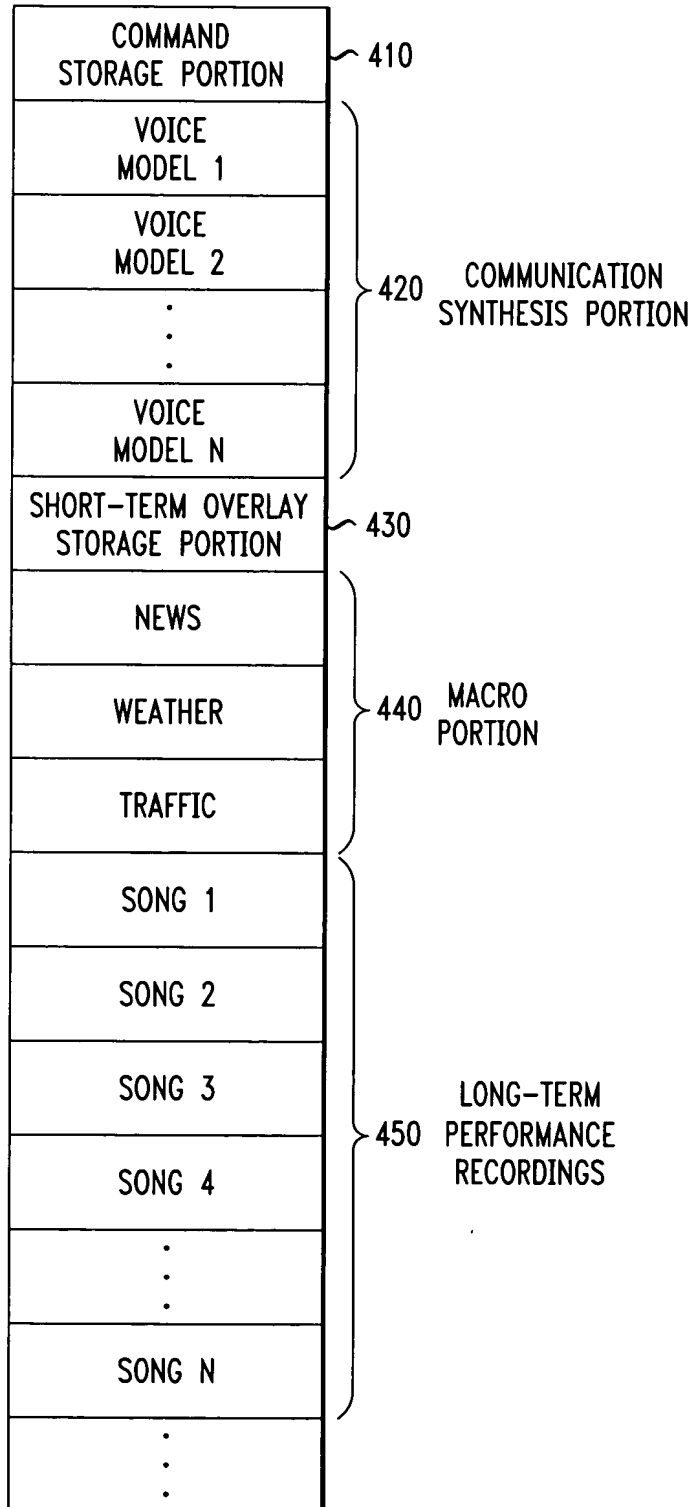 COMMAND
STORAGE PORTION
410
VOICE
MODEL 1
VOICE
MODEL 2
.
.
.
VOICE
MODEL N
420
COMMUNICATION
SYNTHESIS PORTION
SHORT-TERM OVERLAY
STORAGE PORTION
430
NEWS
WEATHER
TRAFFIC
440
MACRO
PORTION
SONG 1
SONG 2
SONG 3
SONG 4
.
.
.
SONG N
450
LONG-TERM
PERFORMANCE
RECORDINGS
.
.
.